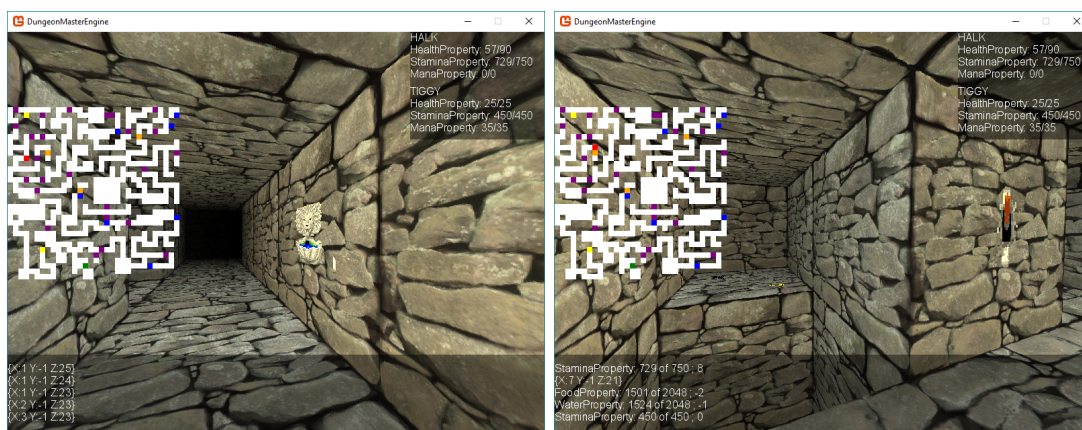 DungeonMasterEngine
HALK
HealthProperty: 57/90
StaminaProperty: 729/750
ManaProperty: 0/0
TIGGY
HealthProperty: 25/25
StaminaProperty: 450/450
ManaProperty: 35/35
{X:1 Y:-1 Z:25}
{X:1 Y:-1 Z:24}
{X:1 Y:-1 Z:23}
{X:2 Y:-1 Z:23}
{X:3 Y:-1 Z:23}
DungeonMasterEngine
HALK
HealthProperty: 57/90
StaminaProperty: 729/750
ManaProperty: 0/0
TIGGY
HealthProperty: 25/25
StaminaProperty: 450/450
ManaProperty: 35/35
StaminaProperty: 729 of 750 ; 8
{X:7 Y:-1 Z:21}
FoodProperty: 1501 of 2048 ; -2
WaterProperty: 1524 of 2048 ; -1
StaminaProperty: 450 of 450 ; 0